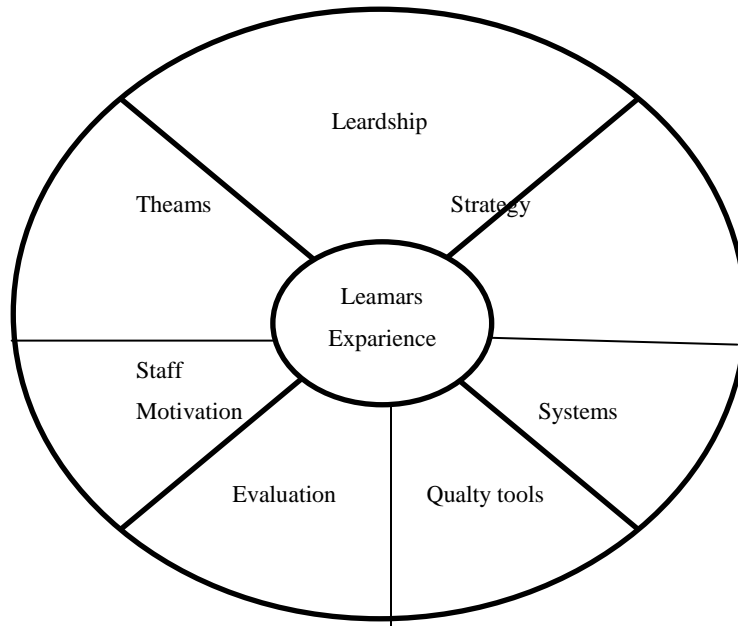 Leardship
Theams
Strategy
Leamars
Exparience
Staff
Motivation
Systems
Evaluation
Qualty tools